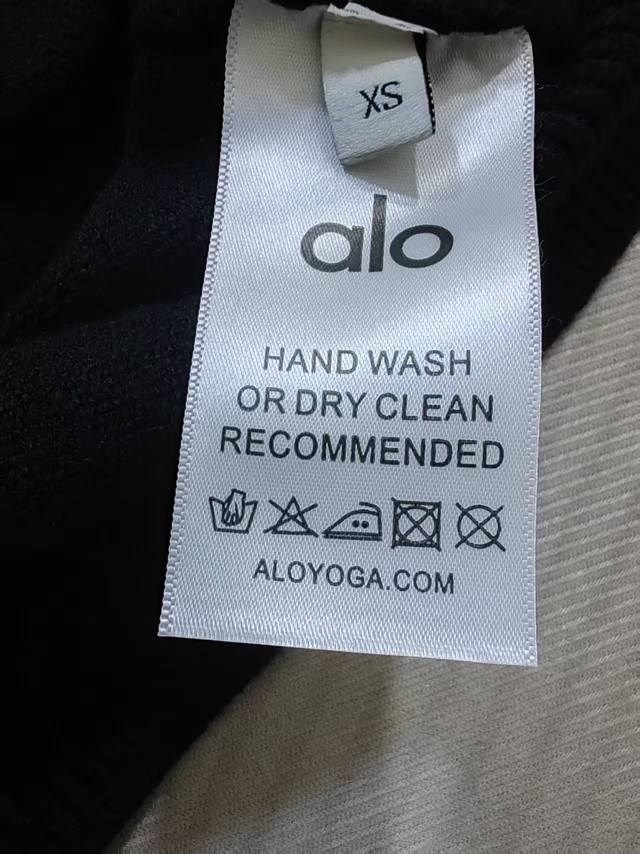 XS
alo
HAND WASH
OR DRY CLEAN
RECOMMENDED
ALOYOGA.COM